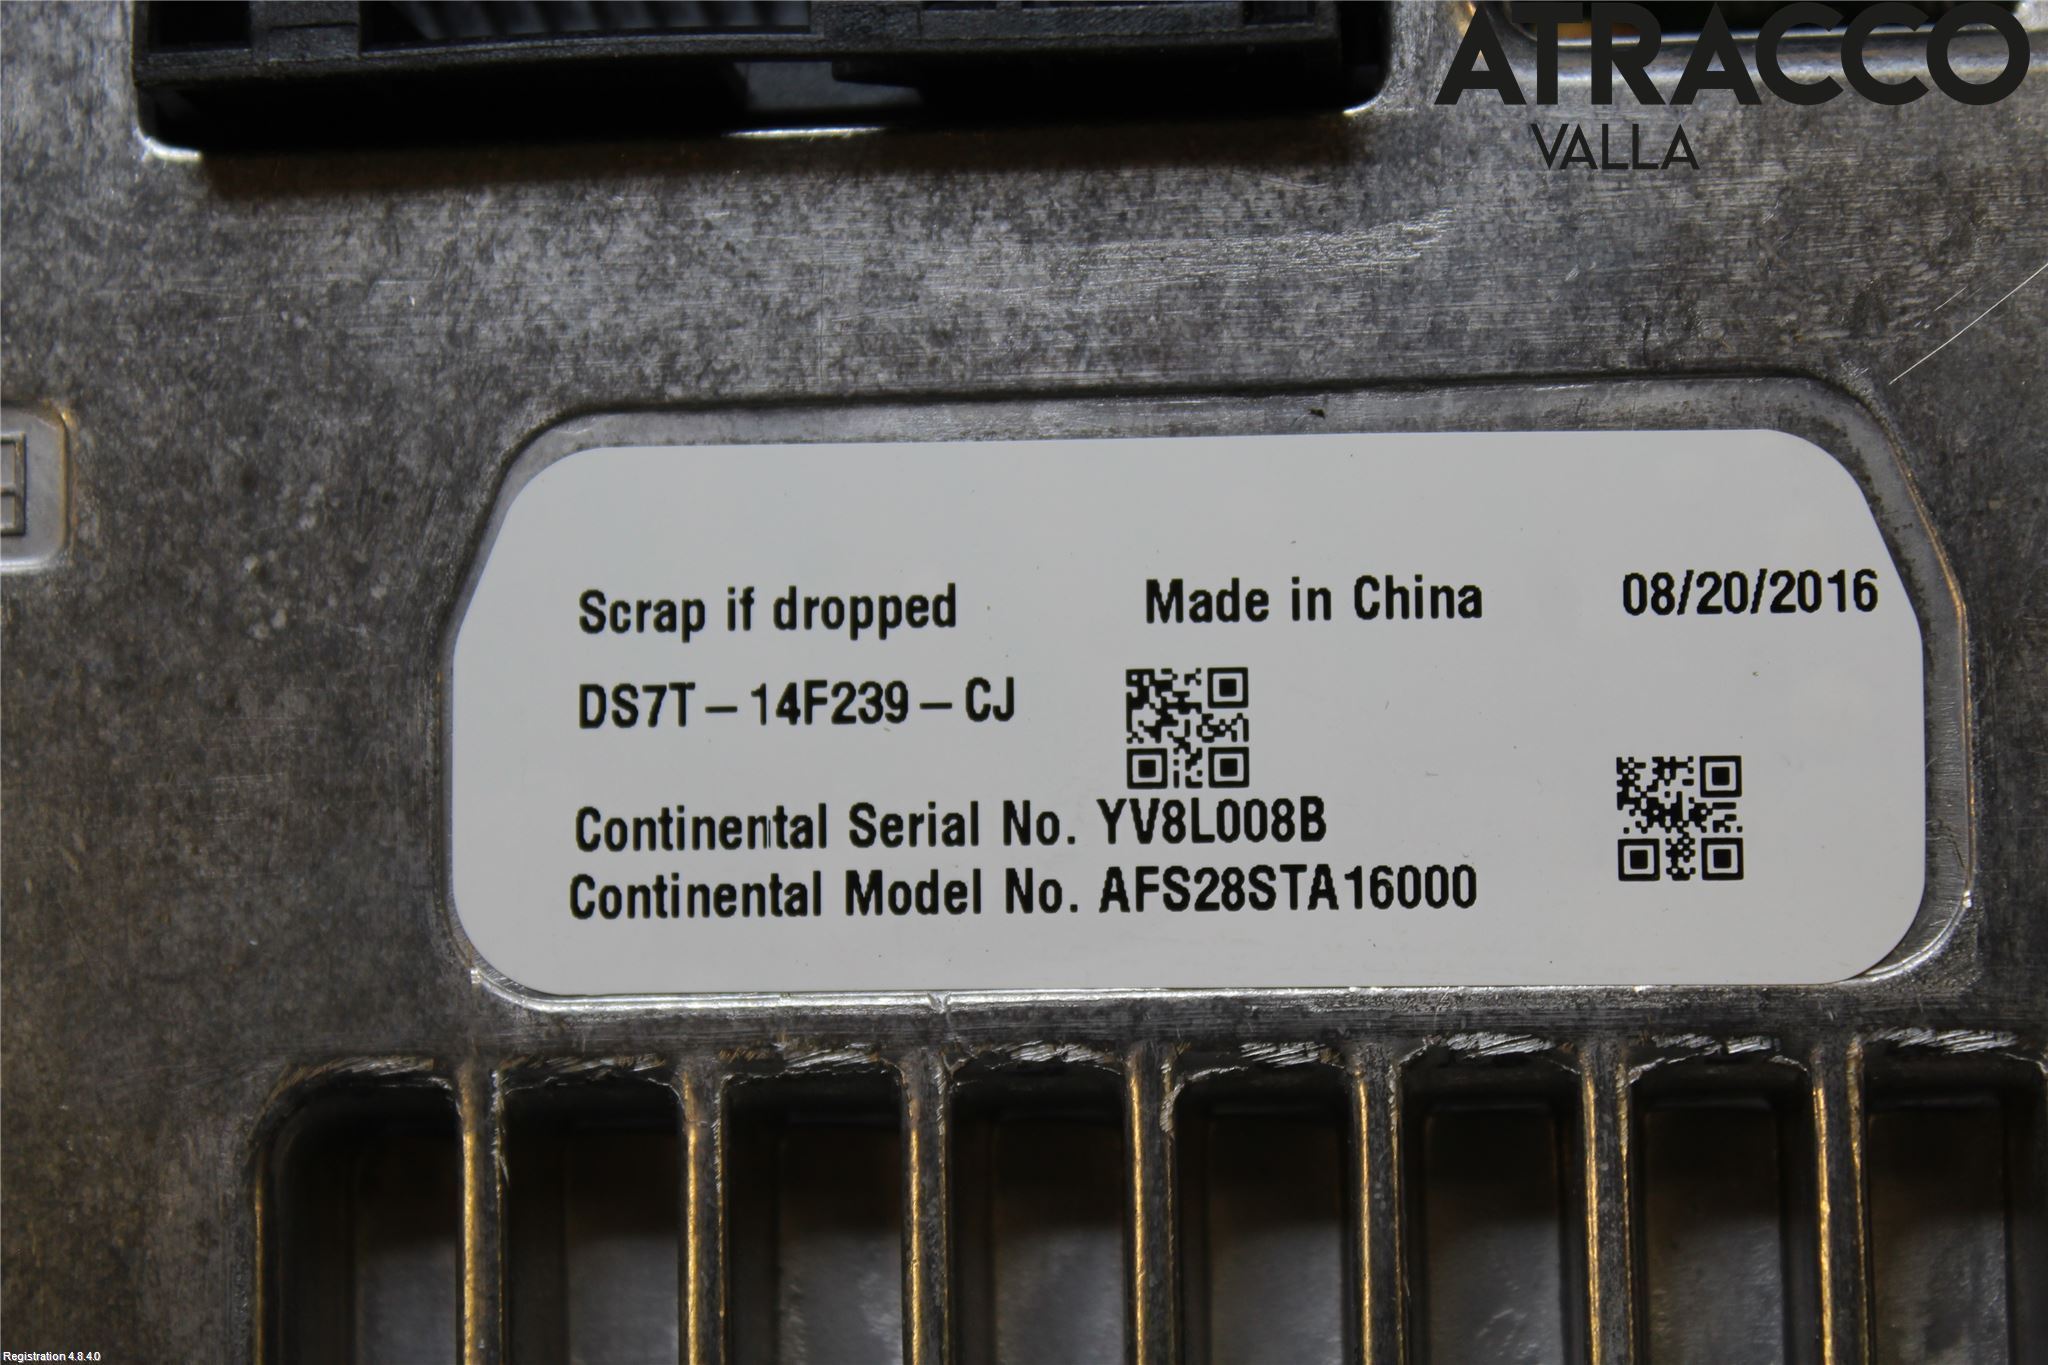 ATRACCO
VALLA
Scrap if dropped Made in China 08/20/2016
DS7T-14F239-CJ
Continental Serial No. YV8L008B
Continental Model No. AFS28STA16000
Registration 4.8.4.0